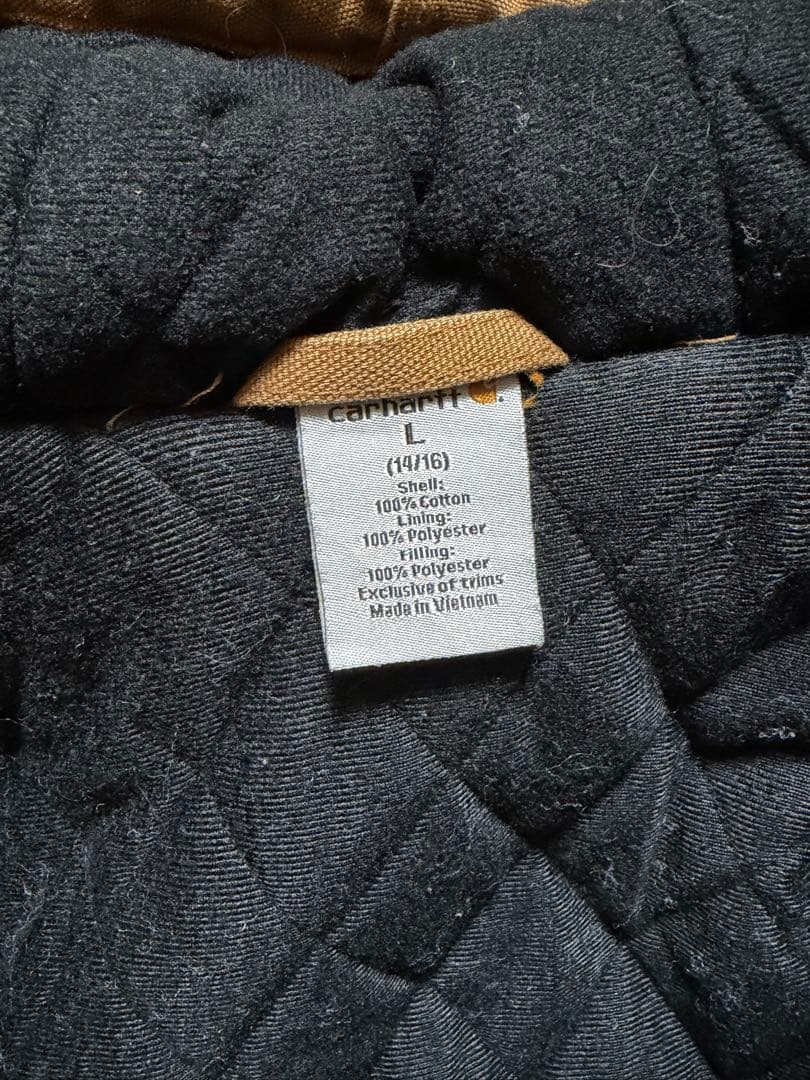 carhartt
L
(14/16)
Shell:
100% Cotton
Lining:
100% Polyester
Filling:
100% Polyester
Exclusive of trims
Made in Vietnam